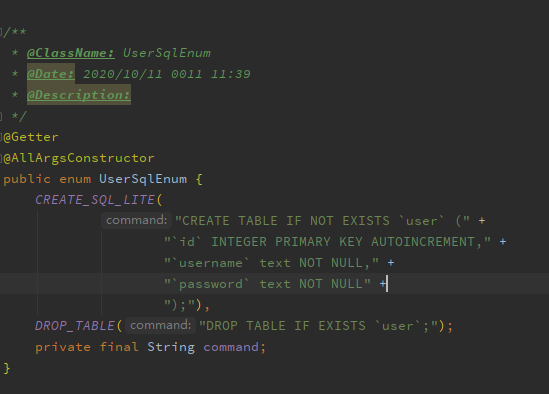 /**
 * @ClassName: UserSqlEnum
 * @Date: 2020/10/11 0011 11:39
 * @Description:
 */
@Getter
@AllArgsConstructor
public enum UserSqlEnum {
    CREATE_SQL_LITE(
            command: "CREATE TABLE IF NOT EXISTS `user` (" +
                    "`id` INTEGER PRIMARY KEY AUTOINCREMENT," +
                    "`username` text NOT NULL," +
                    "`password` text NOT NULL" +
                    ");"),
    DROP_TABLE( command: "DROP TABLE IF EXISTS `user`;");
    private final String command;
}